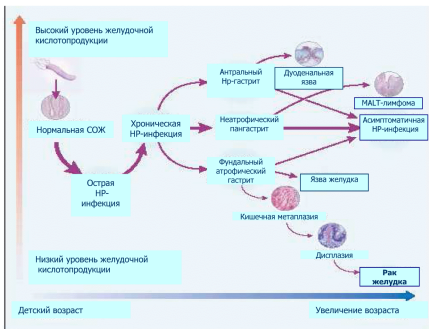 Высокий уровень желудочной
кислотопродукции
Антральный
Нр-гастрит
Дуоденальная
язва
MALT-лимфома
Нормальная СОЖ
Хроническая
НР-инфекция
Неатрофический
пангастрит
Асимптоматичная
НР-инфекция
Острая
НР-
инфекция
Фундальный
атрофический
гастрит
Язва желудка
Кишечная метаплазия
Дисплазия
Низкий уровень желудочной
кислотопродукции
Рак
желудка
Детский возраст
Увеличение возраста